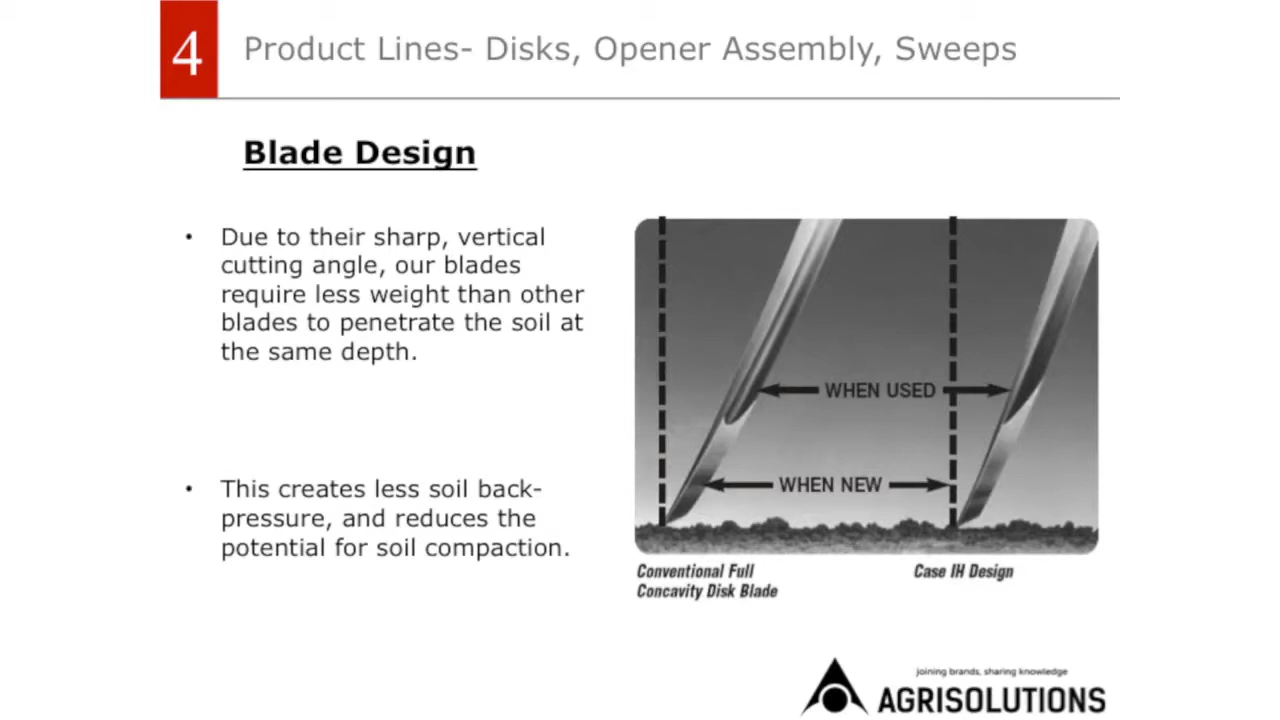 4
Product Lines- Disks, Opener Assembly, Sweeps
Blade Design
• Due to their sharp, vertical
cutting angle, our blades
require less weight than other
blades to penetrate the soil at
the same depth.
• This creates less soil back-
pressure, and reduces the
potential for soil compaction.
WHEN USED
WHEN NEW
Conventional Full
Concavity Disk Blade
Case IH Design
joining brands, sharing knowledge
AGRISOLUTIONS